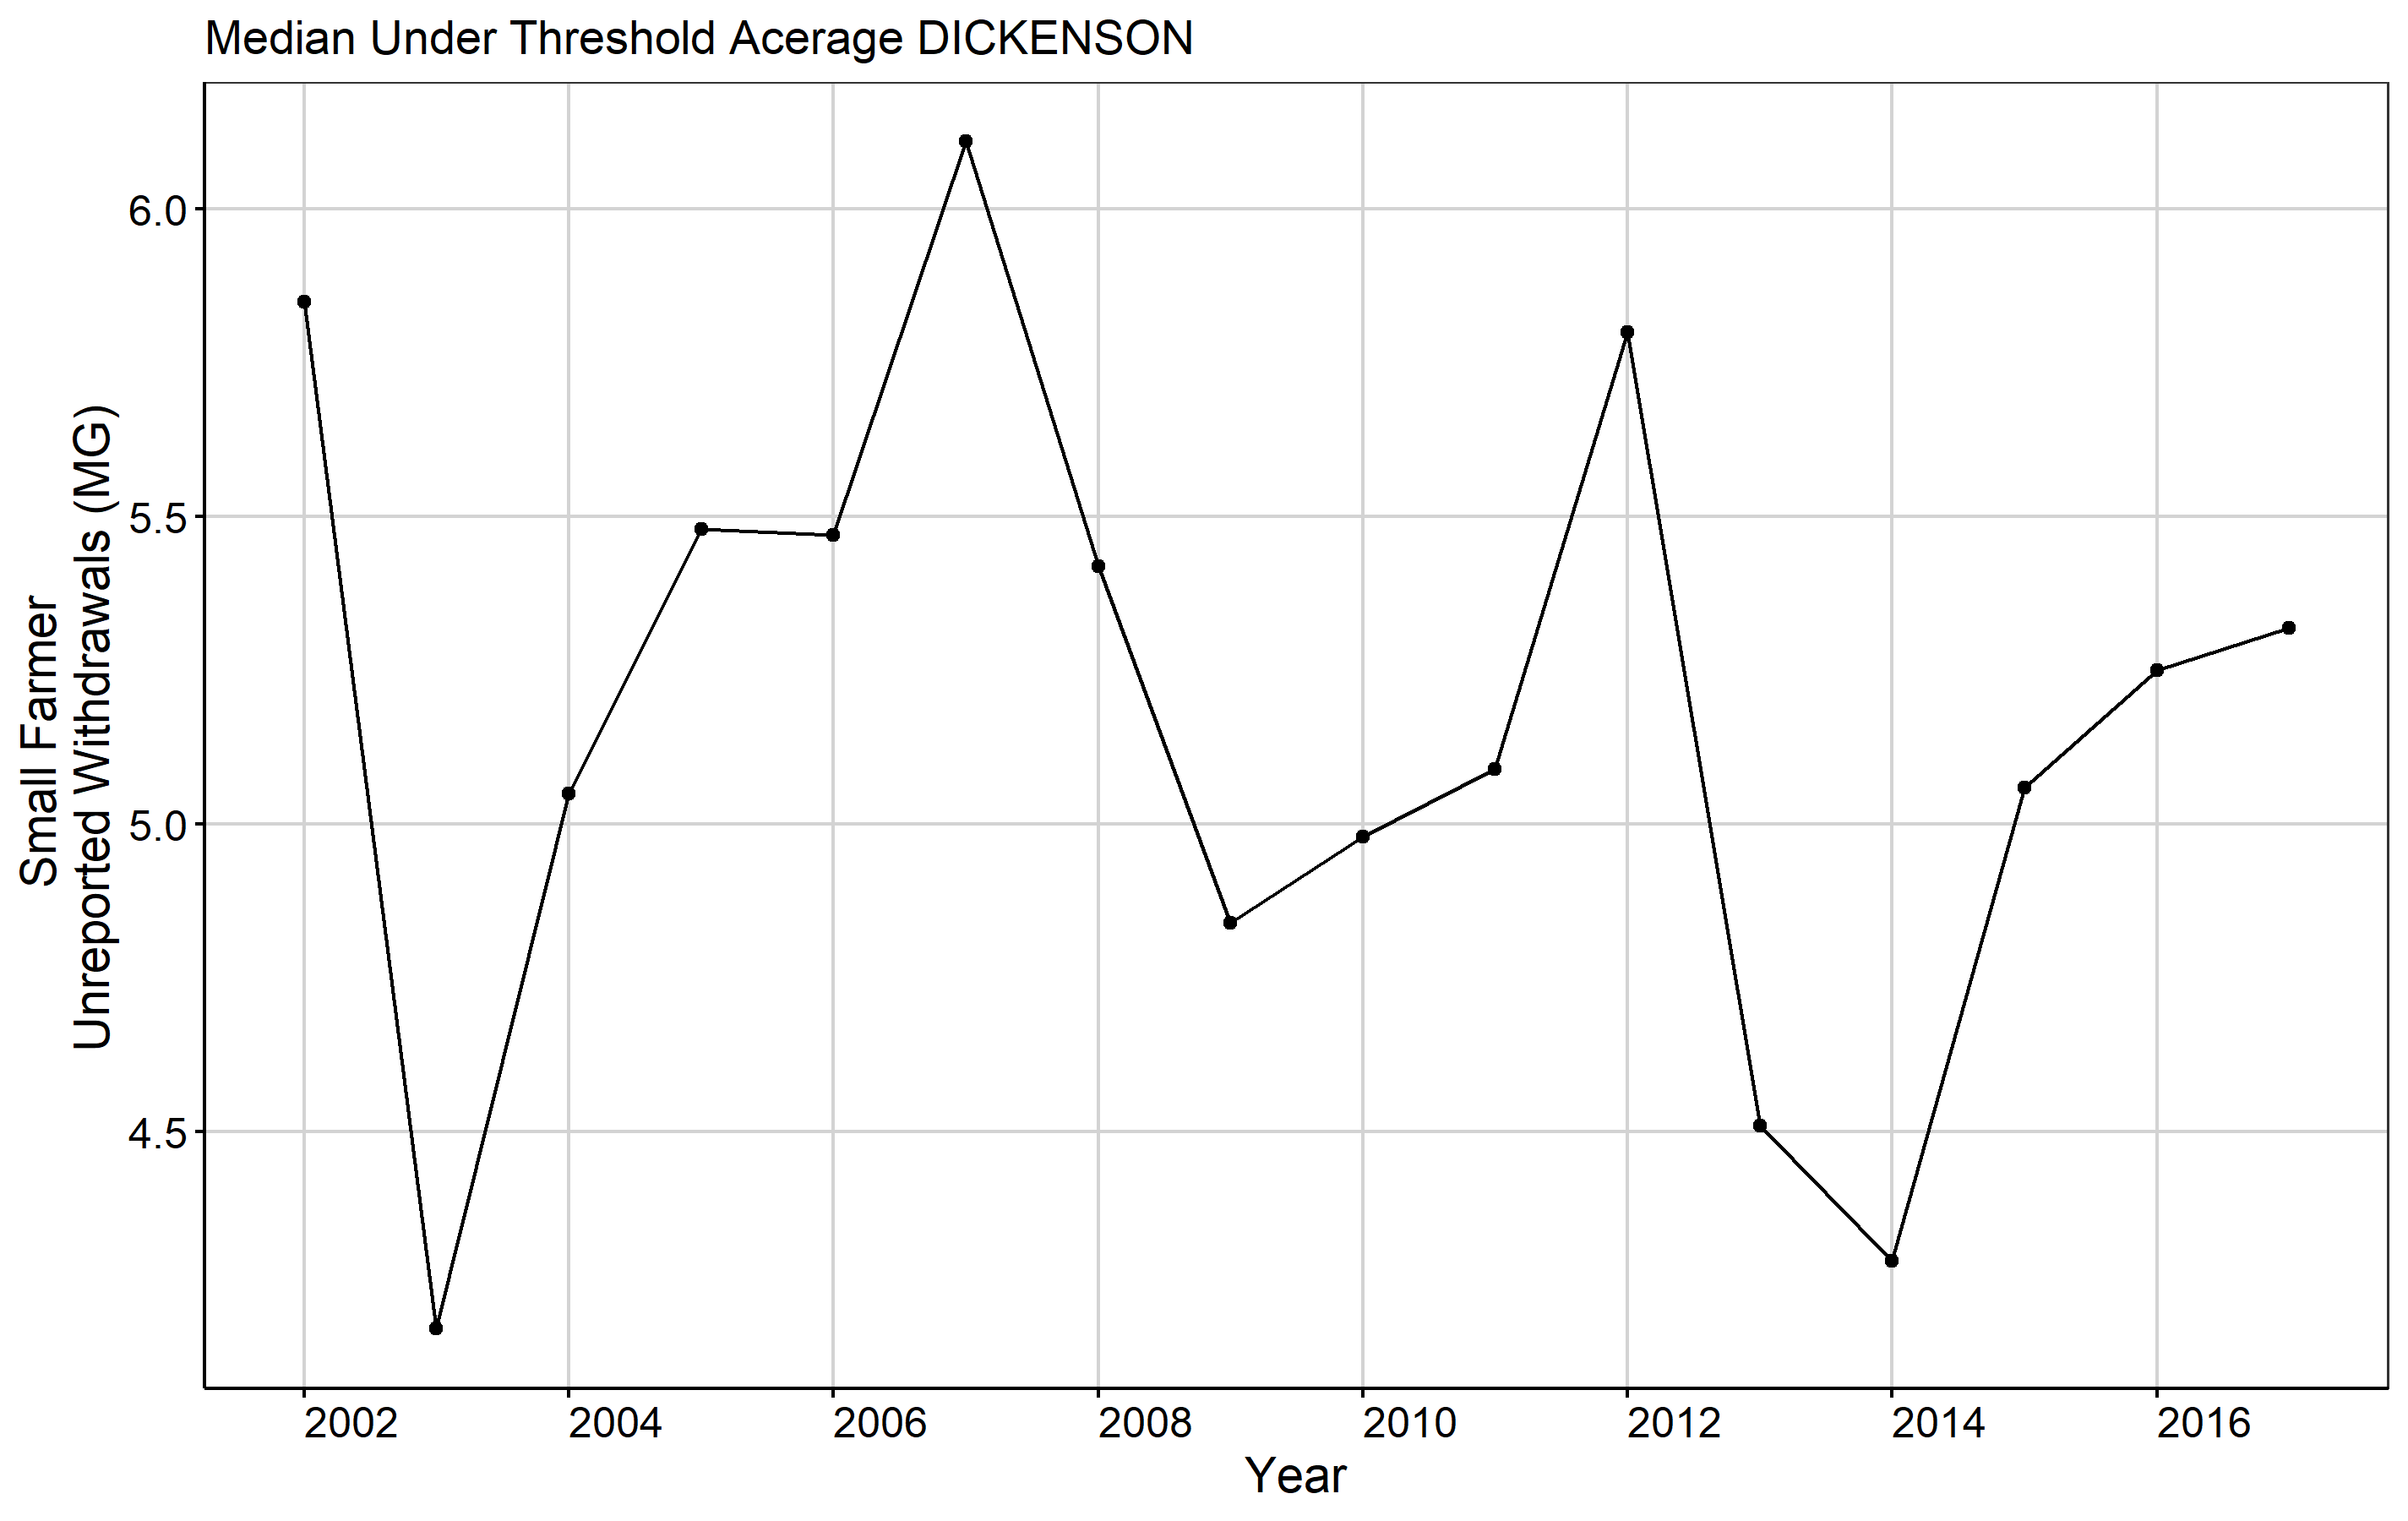 Median Under Threshold Acerage DICKENSON
Small Farmer
Unreported Withdrawals (MG)
6.0
5.5
5.0
4.5
2002 2004 2006 2008 2010 2012 2014 2016
Year